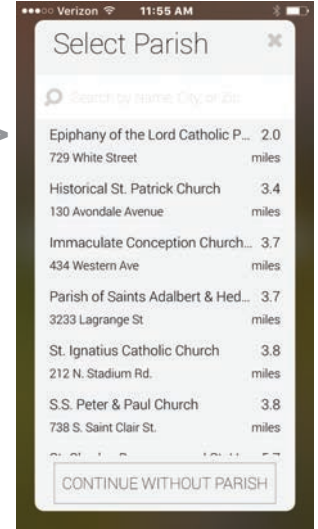 Verizon 11:55 AM
Select Parish
Search by Name, City, or Zip
Epiphany of the Lord Catholic P... 2.0
729 White Street miles
Historical St. Patrick Church 3.4
130 Avondale Avenue miles
Immaculate Conception Church... 3.7
434 Western Ave miles
Parish of Saints Adalbert & Hed... 3.7
3233 Lagrange St miles
St. Ignatius Catholic Church 3.8
212 N. Stadium Rd. miles
S.S. Peter & Paul Church 3.8
738 S. Saint Clair St. miles
CONTINUE WITHOUT PARISH